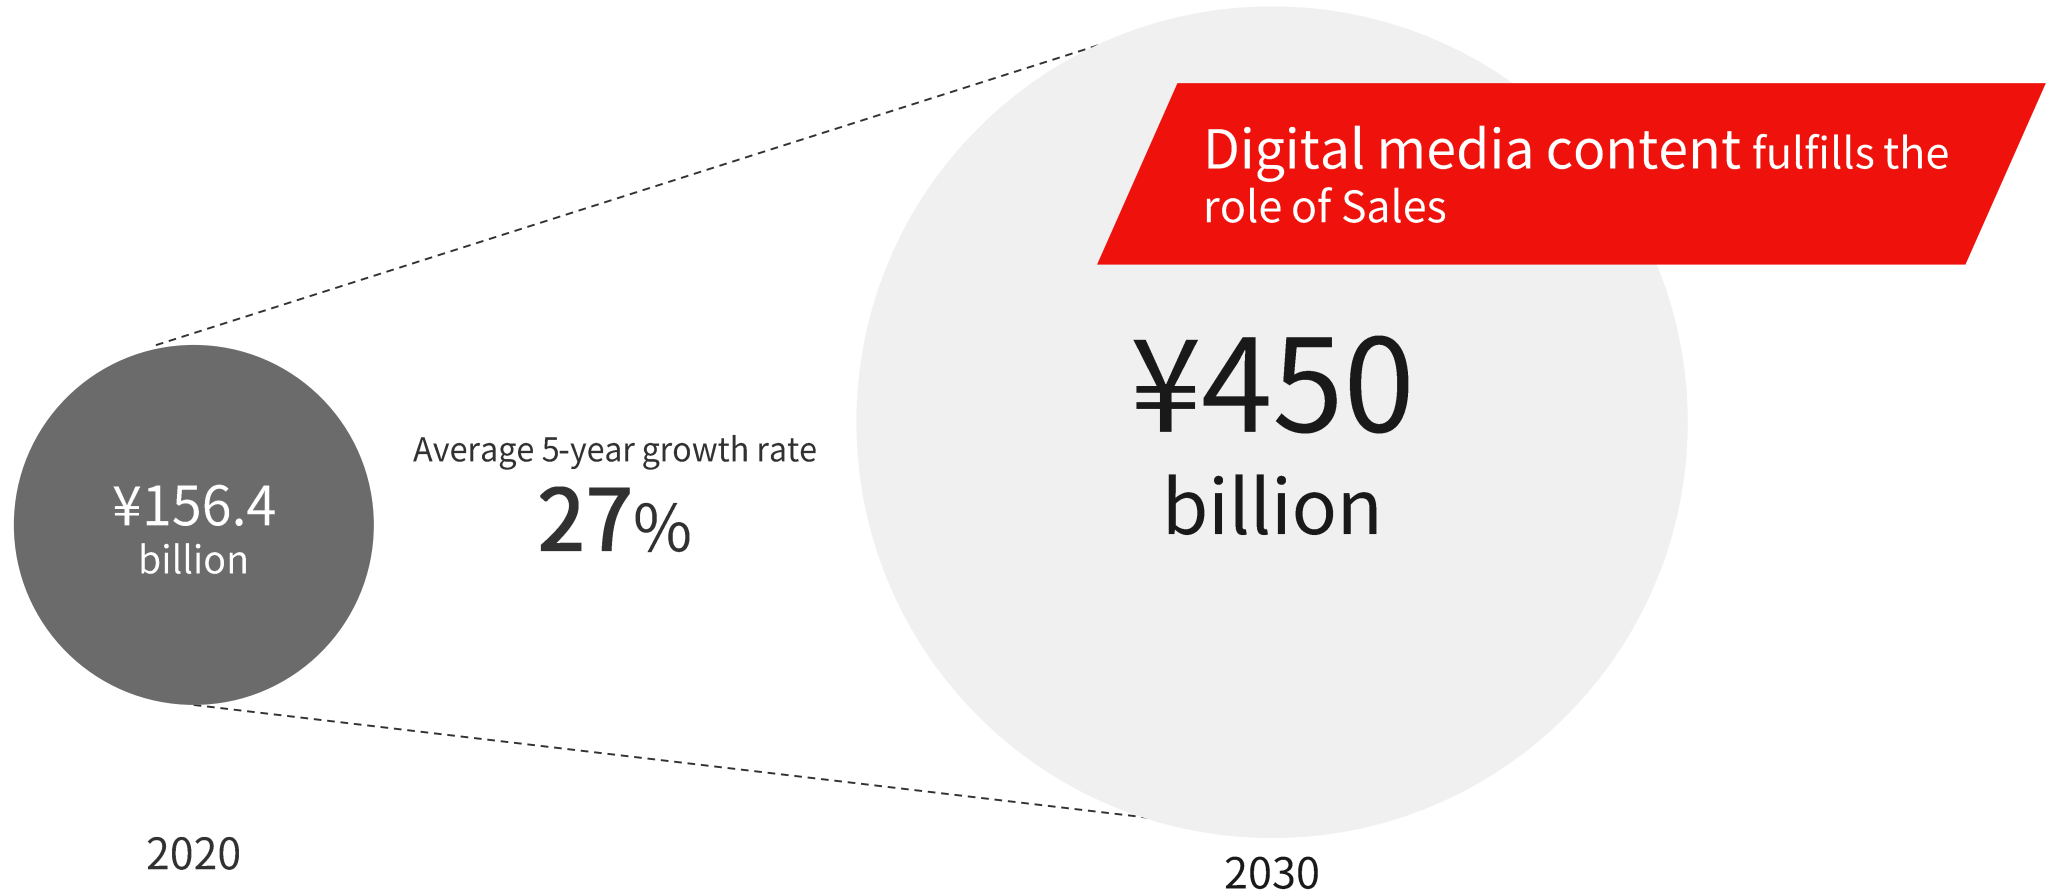 Digital media content fulfills the
role of Sales
¥450
billion
Average 5-year growth rate
27%
¥156.4
billion
2020
2030